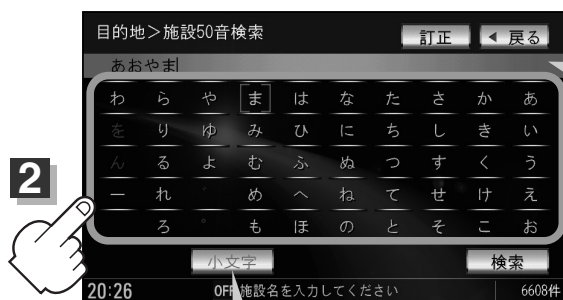 目的地＞施設50音検索 訂正 ◀ 戻る
あおやま
わ ら や ま は な た さ か あ
を り ゆ み ひ に ち し き い
ん る よ む ふ ぬ つ す く う
2
ー れ ゛ め へ ね て せ け え
ろ ゜ も ほ の と そ こ お
小文字 検索
20:26 OFF 施設名を入力してください 6608件